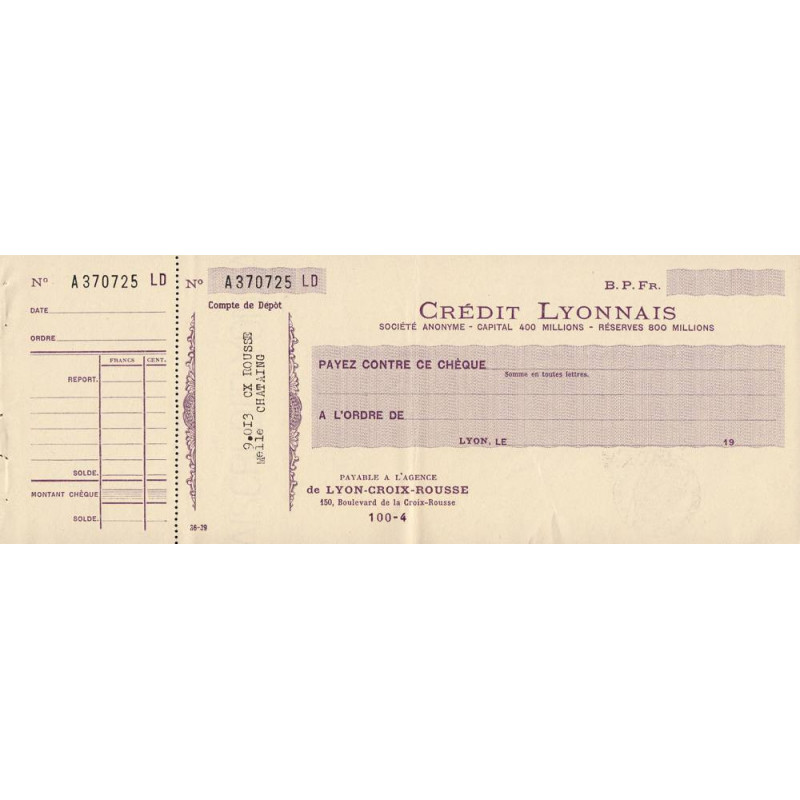 Nº A370725 LD
DATE
ORDRE
FRANCS CENT.
REPORT.
SOLDE.
MONTANT CHÈQUE
SOLDE.
Nº A370725 LD
Compte de Dépôt
9.013 CX ROUSSE
Melle CHATAING
36-29
B. P. FR.
CRÉDIT LYONNAIS
SOCIÉTÉ ANONYME - CAPITAL 400 MILLIONS - RÉSERVES 800 MILLIONS
PAYEZ CONTRE CE CHÈQUE
Somme en toutes lettres.
A L'ORDRE DE
LYON, LE 19
PAYABLE A L'AGENCE
de LYON-CROIX-ROUSSE
150, Boulevard de la Croix-Rousse
100-4